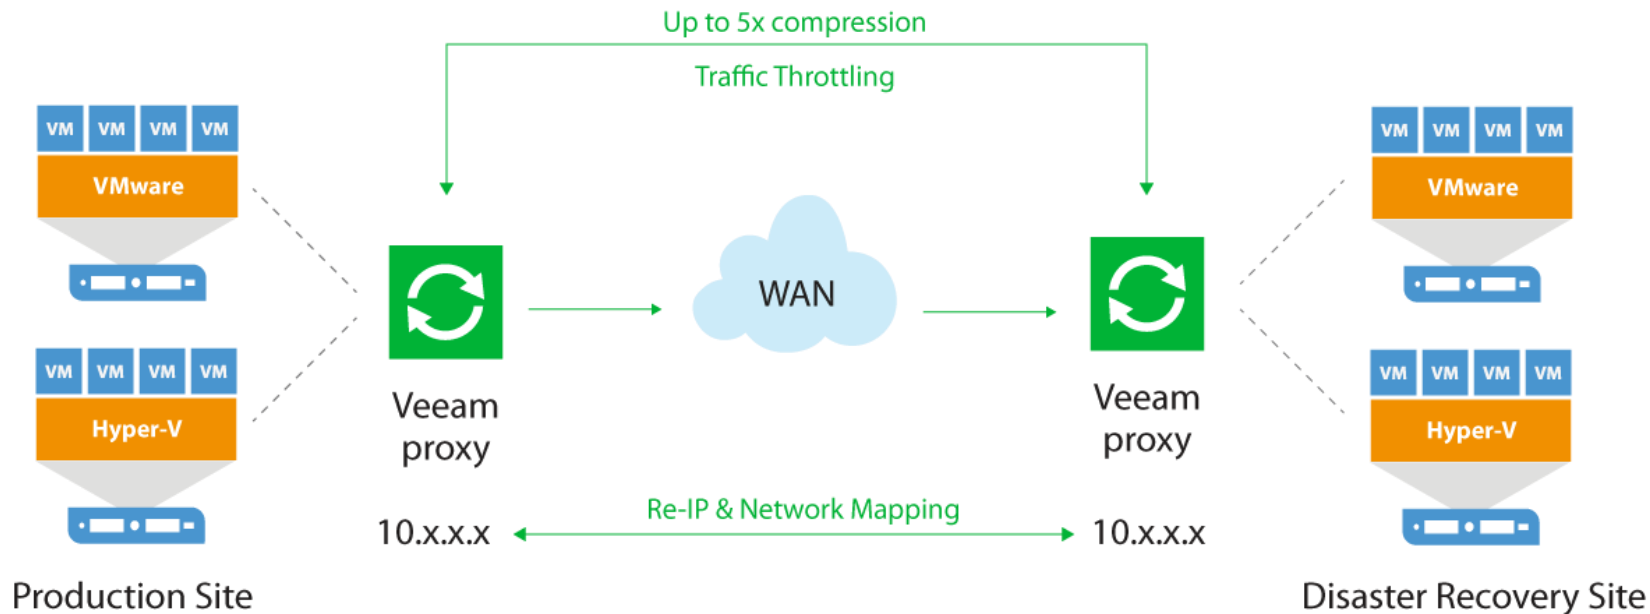 Up to 5x compression
Traffic Throttling
VM VM VM VM
VMware
VM VM VM VM
Hyper-V
Production Site
Veeam
proxy
10.x.x.x
WAN
Re-IP & Network Mapping
Veeam
proxy
10.x.x.x
VM VM VM VM
VMware
VM VM VM VM
Hyper-V
Disaster Recovery Site